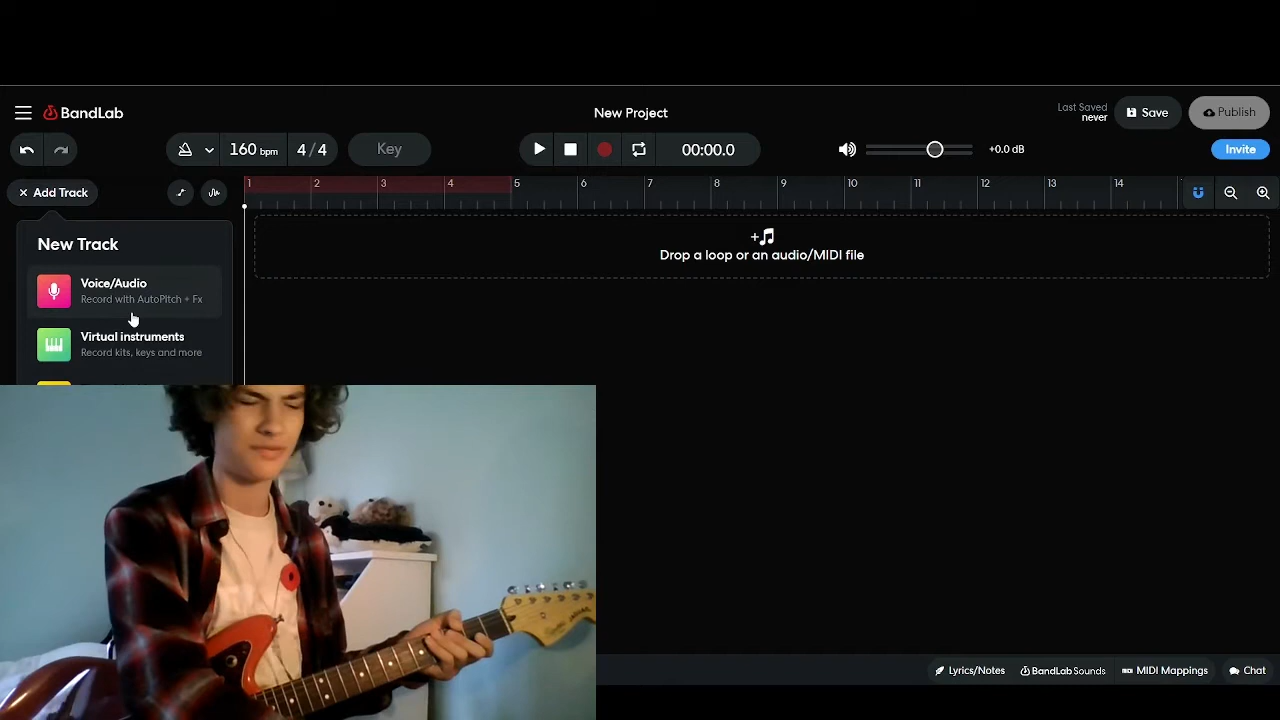 BandLab
New Project
Last Saved
never
Save
Publish
160 bpm
4/4
Key
00:00.0
+0.0 dB
Invite
Add Track
1 2 3 4 5 6 7 8 9 10 11 12 13 14
New Track
Voice/Audio
Record with AutoPitch + Fx
Virtual instruments
Record kits, keys and more
+
Drop a loop or an audio/MIDI file
Lyrics/Notes
BandLab Sounds
MIDI Mappings
Chat